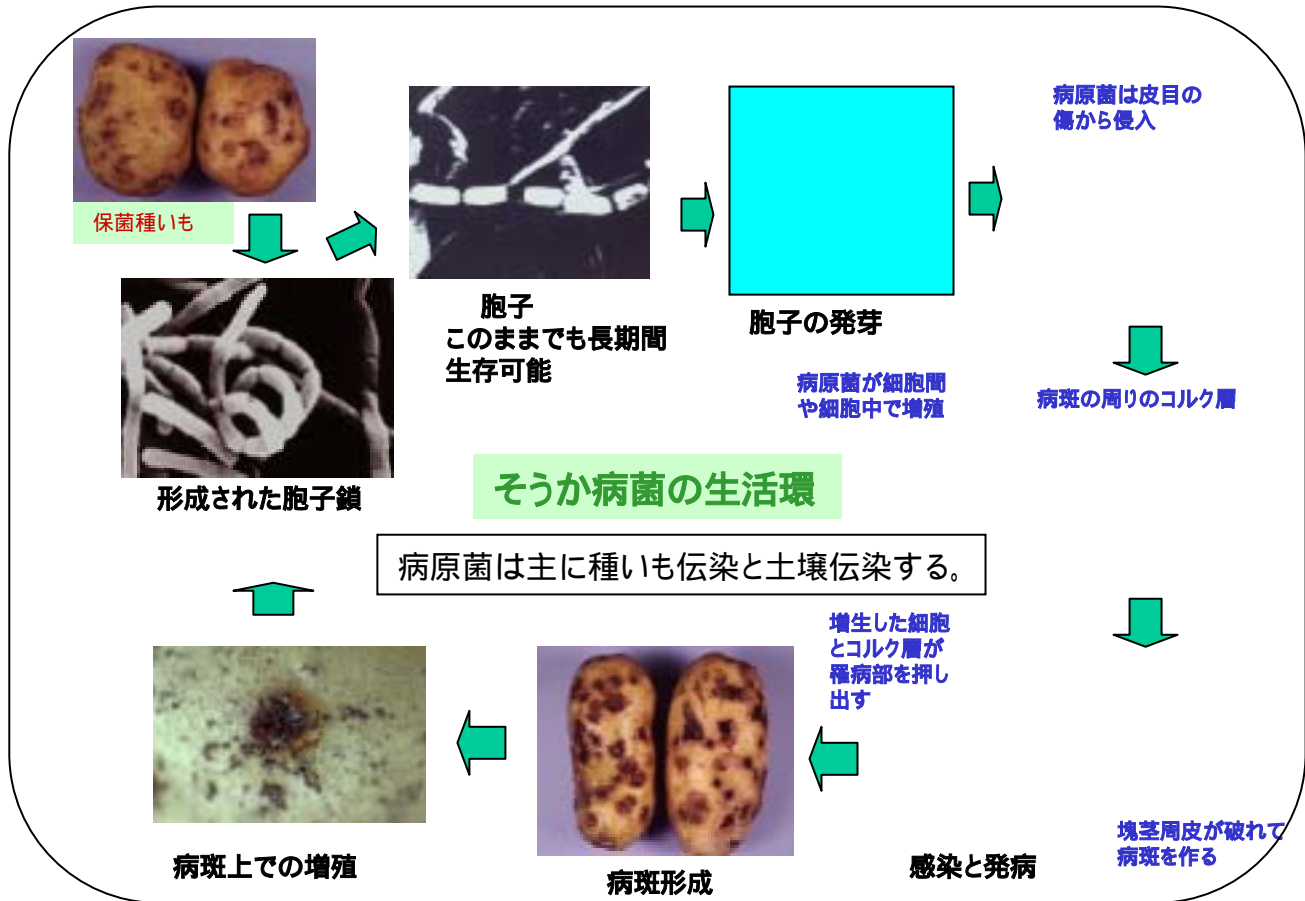 保菌種いも
胞子
このままでも長期間
生存可能
胞子の発芽
病原菌は皮目の
傷から侵入
病原菌が細胞間
や細胞中で増殖
病斑の周りのコルク層
形成された胞子鎖
そうか病菌の生活環
病原菌は主に種いも伝染と土壌伝染する。
増生した細胞
とコルク層が
罹病部を押し
出す
塊茎周皮が破れて
病斑を作る
感染と発病
病斑形成
病斑上での増殖